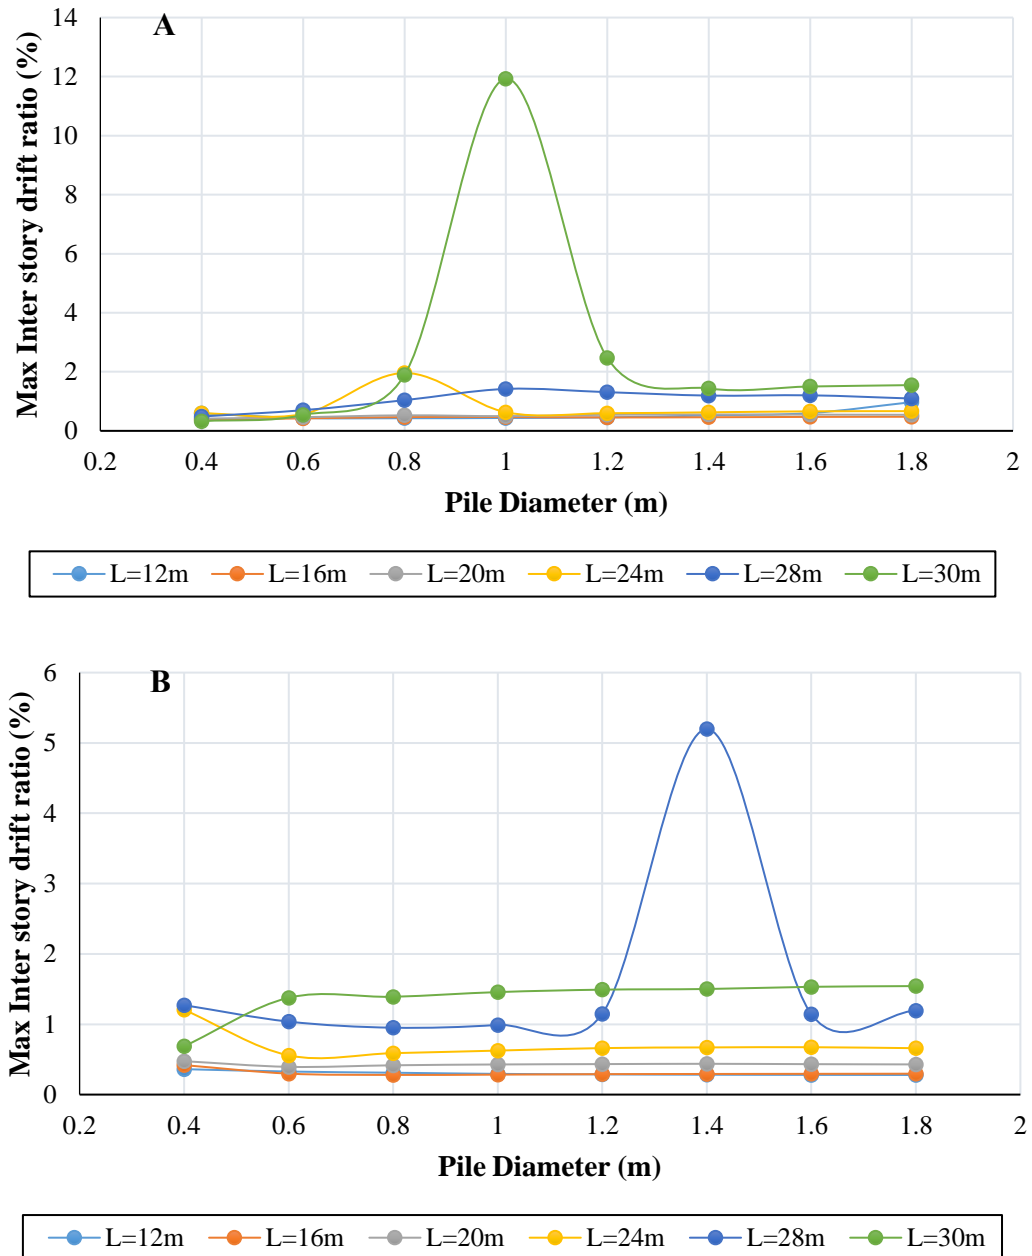 A
Max Inter story drift ratio (%)
14
12
10
8
6
4
2
0
0.2 0.4 0.6 0.8 1 1.2 1.4 1.6 1.8 2
Pile Diameter (m)
L=12m L=16m L=20m L=24m L=28m L=30m
B
Max Inter story drift ratio (%)
6
5
4
3
2
1
0
0.2 0.4 0.6 0.8 1 1.2 1.4 1.6 1.8 2
Pile Diameter (m)
L=12m L=16m L=20m L=24m L=28m L=30m